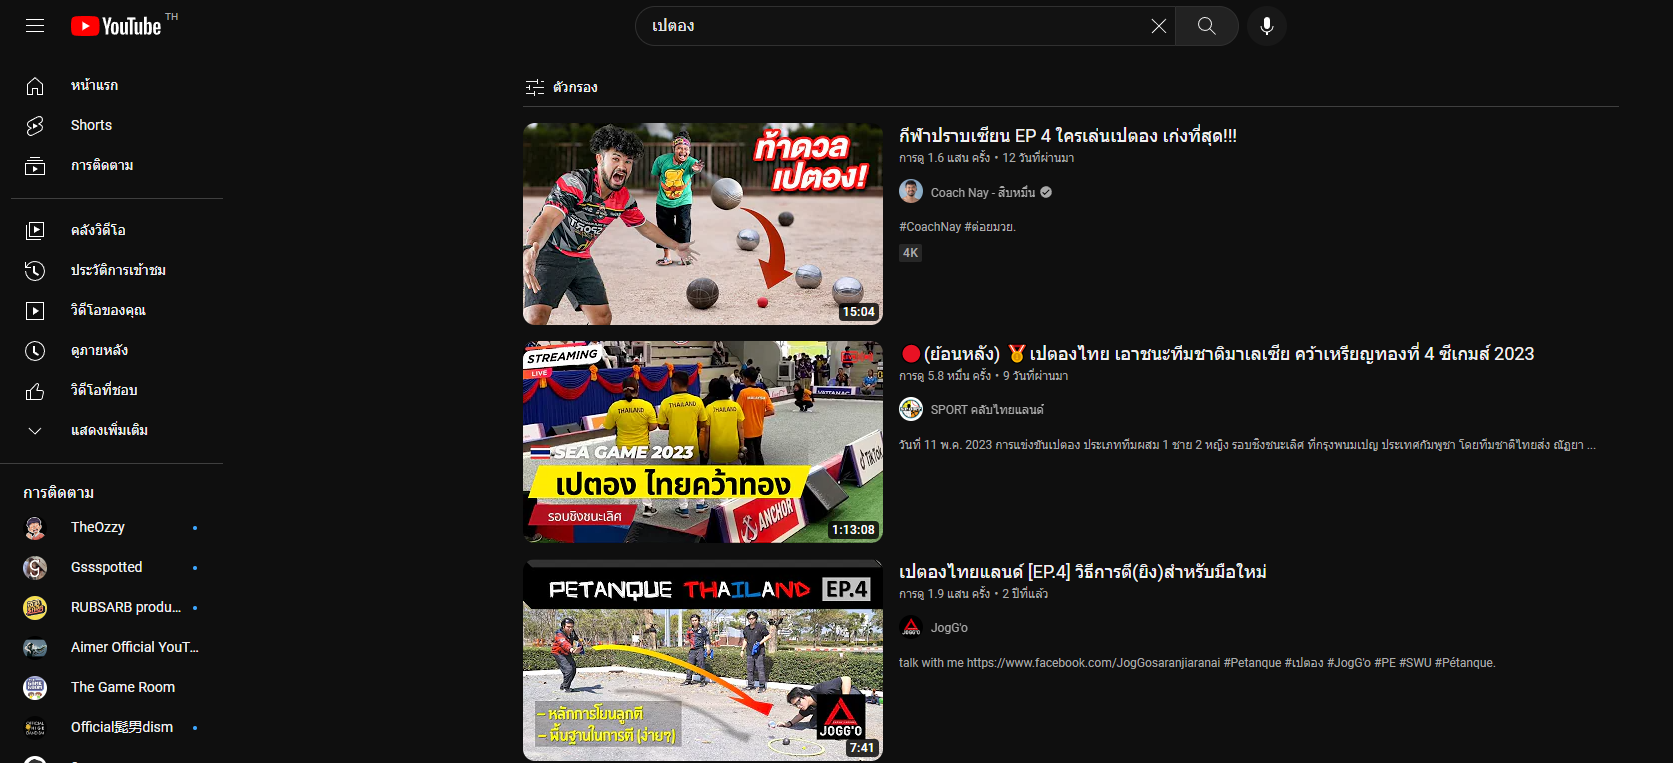 YouTube TH
เปตอง
หน้าแรก
Shorts
การติดตาม
คลังวิดีโอ
ประวัติการเข้าชม
วิดีโอของคุณ
ดูภายหลัง
วิดีโอที่ชอบ
แสดงเพิ่มเติม
การติดตาม
TheOzzy
Gssspotted
RUBSARB produ...
Aimer Official YouT...
The Game Room
Official髭男dism
ตัวกรอง
ท้าดวล
เปตอง!
15:04
กีฬาปราบเซียน EP 4 ใครเล่นเปตอง เก่งที่สุด!!!
การดู 1.6 แสน ครั้ง • 12 วันที่ผ่านมา
Coach Nay - สิบหมื่น
#CoachNay #ต่อยมวย.
4K
STREAMING
LIVE
THAILAND
THAILAND
THAILAND
MALAYSIA
VATTANAC
TikTok
SEA GAME 2023
เปตอง ไทยคว้าทอง
รอบชิงชนะเลิศ
ANCHOR
1:13:08
🔴 (ย้อนหลัง) 🏅 เปตองไทย เอาชนะทีมชาติมาเลเซีย คว้าเหรียญทองที่ 4 ซีเกมส์ 2023
การดู 5.8 หมื่น ครั้ง • 9 วันที่ผ่านมา
SPORT คลับไทยแลนด์
วันที่ 11 พ.ค. 2023 การแข่งขันเปตอง ประเภททีมผสม 1 ชาย 2 หญิง รอบชิงชนะเลิศ ที่กรุงพนมเปญ ประเทศกัมพูชา โดยทีมชาติไทยส่ง ณัฏยา ...
PETANQUE THAILAND EP.4
– หลักการโยนลูกตี
– พื้นฐานในการตี (ง่ายๆ)
JOGG'O
7:41
เปตองไทยแลนด์ [EP.4] วิธีการตี(ยิง)สำหรับมือใหม่
การดู 1.9 แสน ครั้ง • 2 ปีที่แล้ว
JogG'o
talk with me https://www.facebook.com/JogGosaranjiaranai #Petanque #เปตอง #JogG'o #PE #SWU #Pétanque.